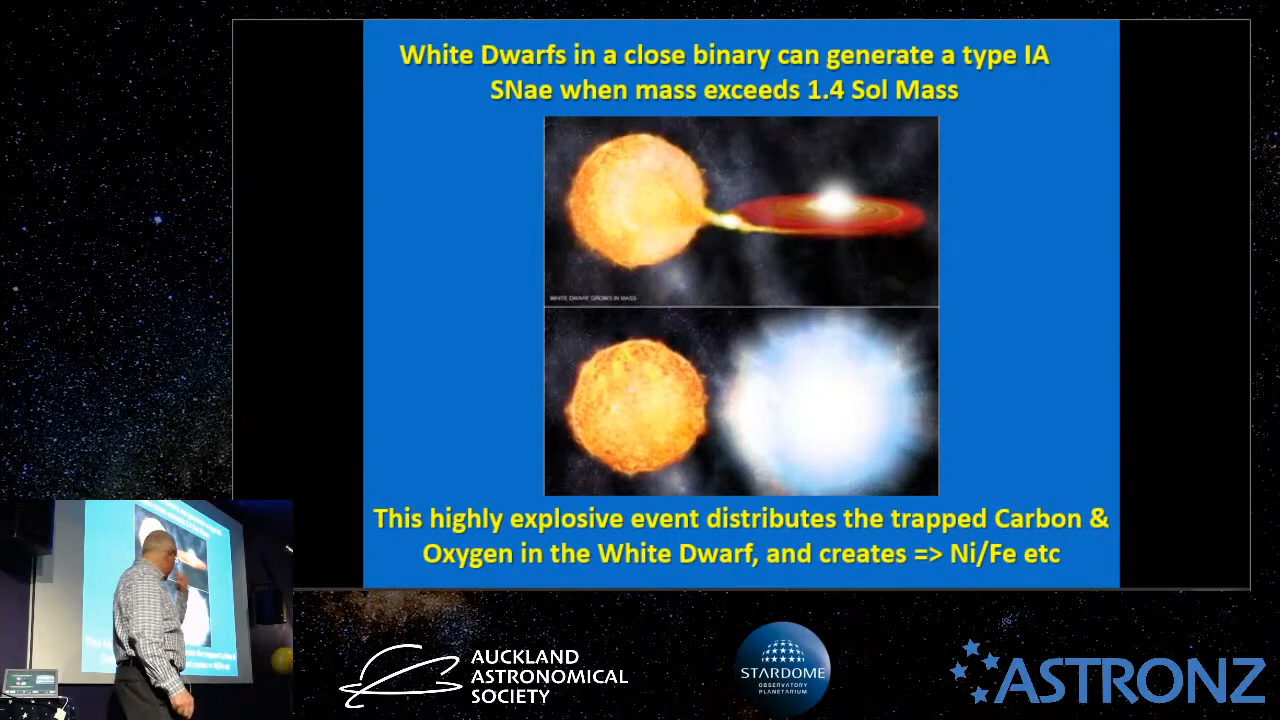 White Dwarfs in a close binary can generate a type IA
SNae when mass exceeds 1.4 Sol Mass
WHITE DWARF GROWS IN MASS
This highly explosive event distributes the trapped Carbon &
Oxygen in the White Dwarf, and creates => Ni/Fe etc
AUCKLAND
ASTRONOMICAL
SOCIETY
STARDOME
OBSERVATORY
PLANETARIUM
ASTRONZ